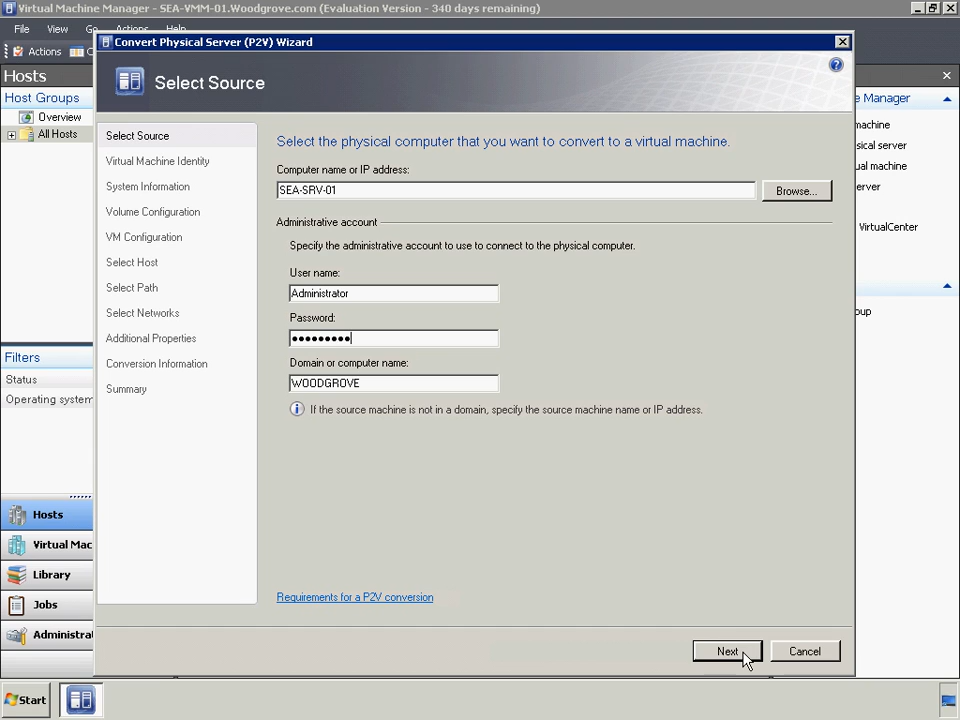 Virtual Machine Manager - SEA-VMM-01.Woodgrove.com (Evaluation Version - 340 days remaining)
File View Go Actions Help
Actions
Hosts
Host Groups
Overview
All Hosts
Filters
Status
Operating system
Hosts
Virtual Mac
Library
Jobs
Administrat
Convert Physical Server (P2V) Wizard
Select Source
Select Source
Virtual Machine Identity
System Information
Volume Configuration
VM Configuration
Select Host
Select Path
Select Networks
Additional Properties
Conversion Information
Summary
Select the physical computer that you want to convert to a virtual machine.
Computer name or IP address:
SEA-SRV-01
Browse...
Administrative account
Specify the administrative account to use to connect to the physical computer.
User name:
Administrator
Password:
●●●●●●●●●
Domain or computer name:
WOODGROVE
If the source machine is not in a domain, specify the source machine name or IP address.
Requirements for a P2V conversion
Next
Cancel
e Manager
machine
sical server
ual machine
erver
VirtualCenter
oup
Start